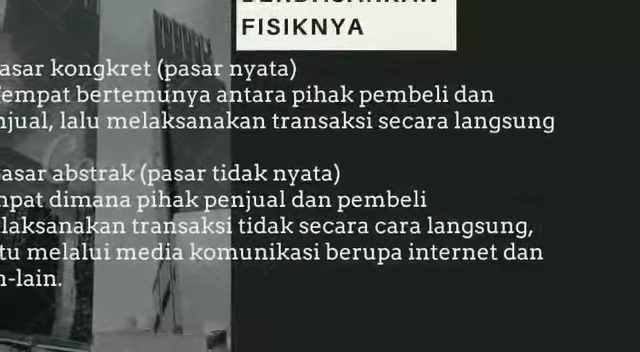 FISIKNYA
asar kongkret (pasar nyata)
empat bertemunya antara pihak pembeli dan
njual, lalu melaksanakan transaksi secara langsung
asar abstrak (pasar tidak nyata)
mpat dimana pihak penjual dan pembeli
laksanakan transaksi tidak secara cara langsung,
tu melalui media komunikasi berupa internet dan
n-lain.